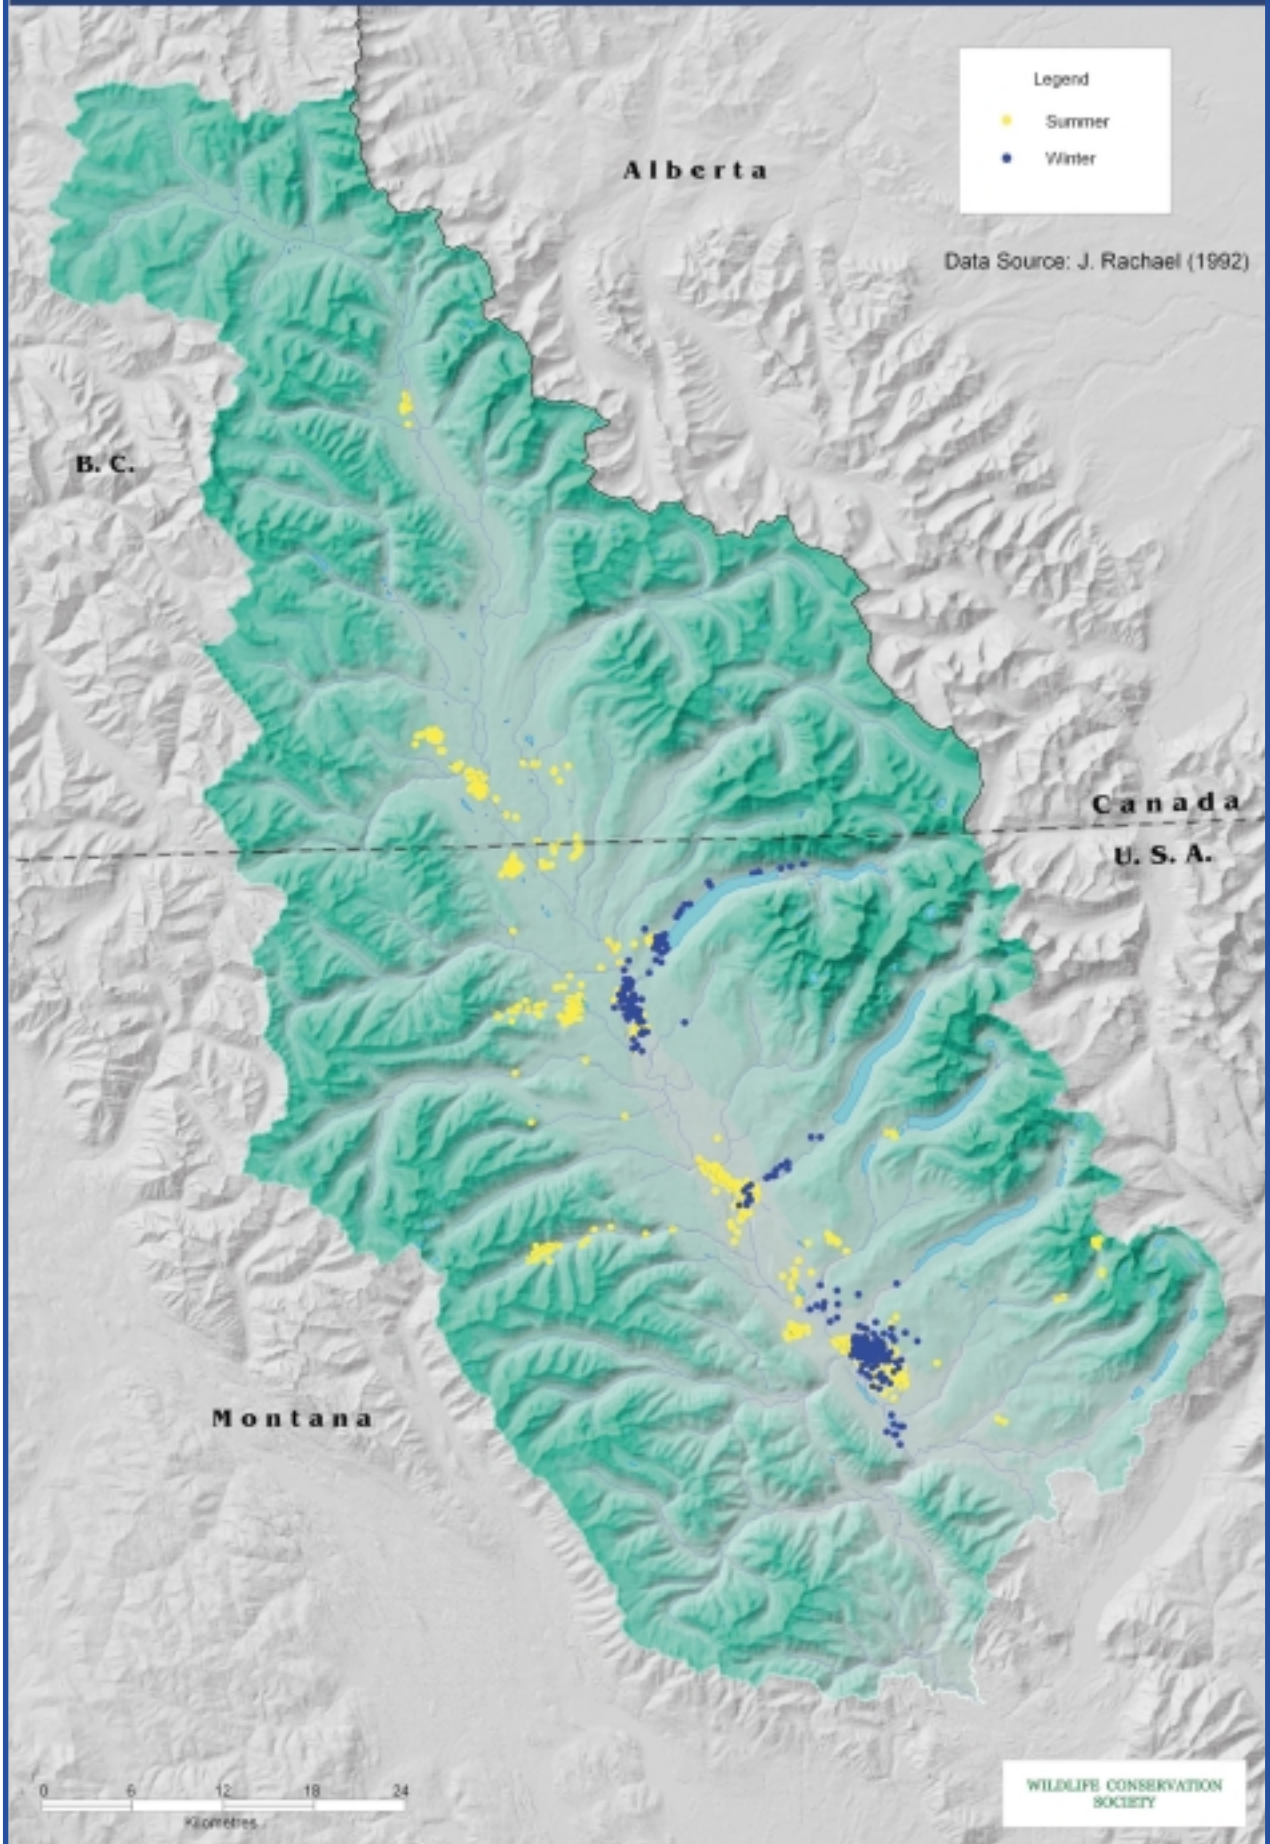 Legend
Summer
Winter
Alberta
Data Source: J. Rachael (1992)
B. C.
Canada
U. S. A.
Montana
0 6 12 18 24
Kilometres
WILDLIFE CONSERVATION
SOCIETY